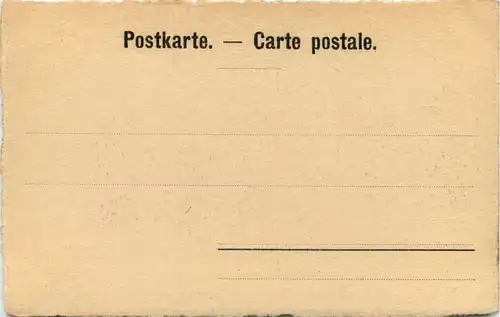 Postkarte. — Carte postale.